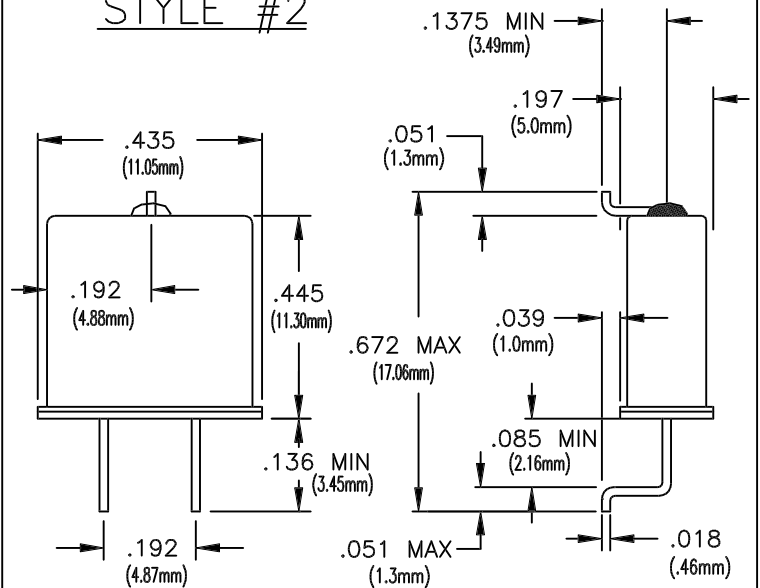 STYLE #2
.1375 MIN
(3.49mm)
.197
(5.0mm)
.051
(1.3mm)
.435
(11.05mm)
.192
(4.88mm)
.445
(11.30mm)
.039
(1.0mm)
.672 MAX
(17.06mm)
.085 MIN
(2.16mm)
.136 MIN
(3.45mm)
.192
(4.87mm)
.051 MAX
(1.3mm)
.018
(.46mm)